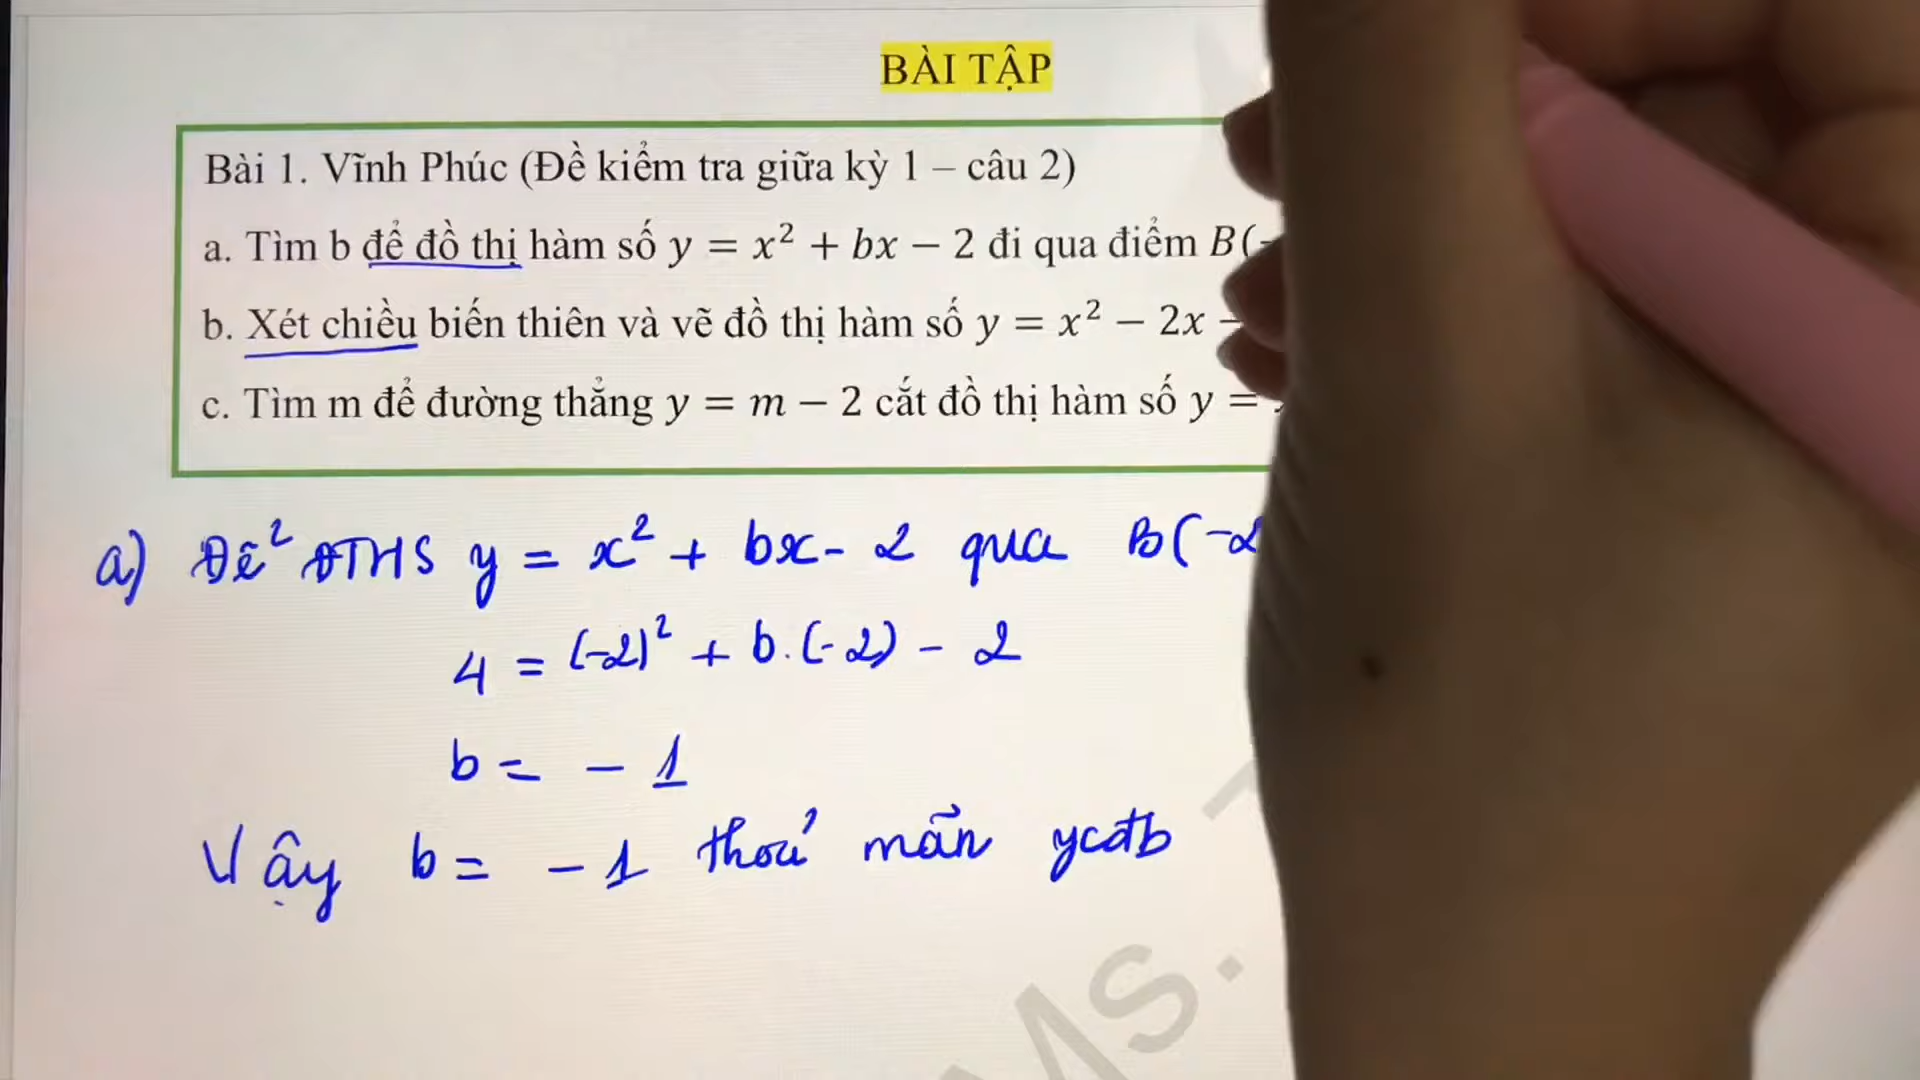 BÀI TẬP
Bài 1. Vĩnh Phúc (Đề kiểm tra giữa kỳ 1 – câu 2)
a. Tìm b để đồ thị hàm số y = x² + bx − 2 đi qua điểm B(-
b. Xét chiều biến thiên và vẽ đồ thị hàm số y = x² − 2x −
c. Tìm m để đường thẳng y = m − 2 cắt đồ thị hàm số y =
a) Để ĐTHS y = x² + bx - 2 qua B(-2
4 = (-2)² + b.(-2) - 2
b = - 1
Vậy b = - 1 thoả mãn ycđb
Ms.